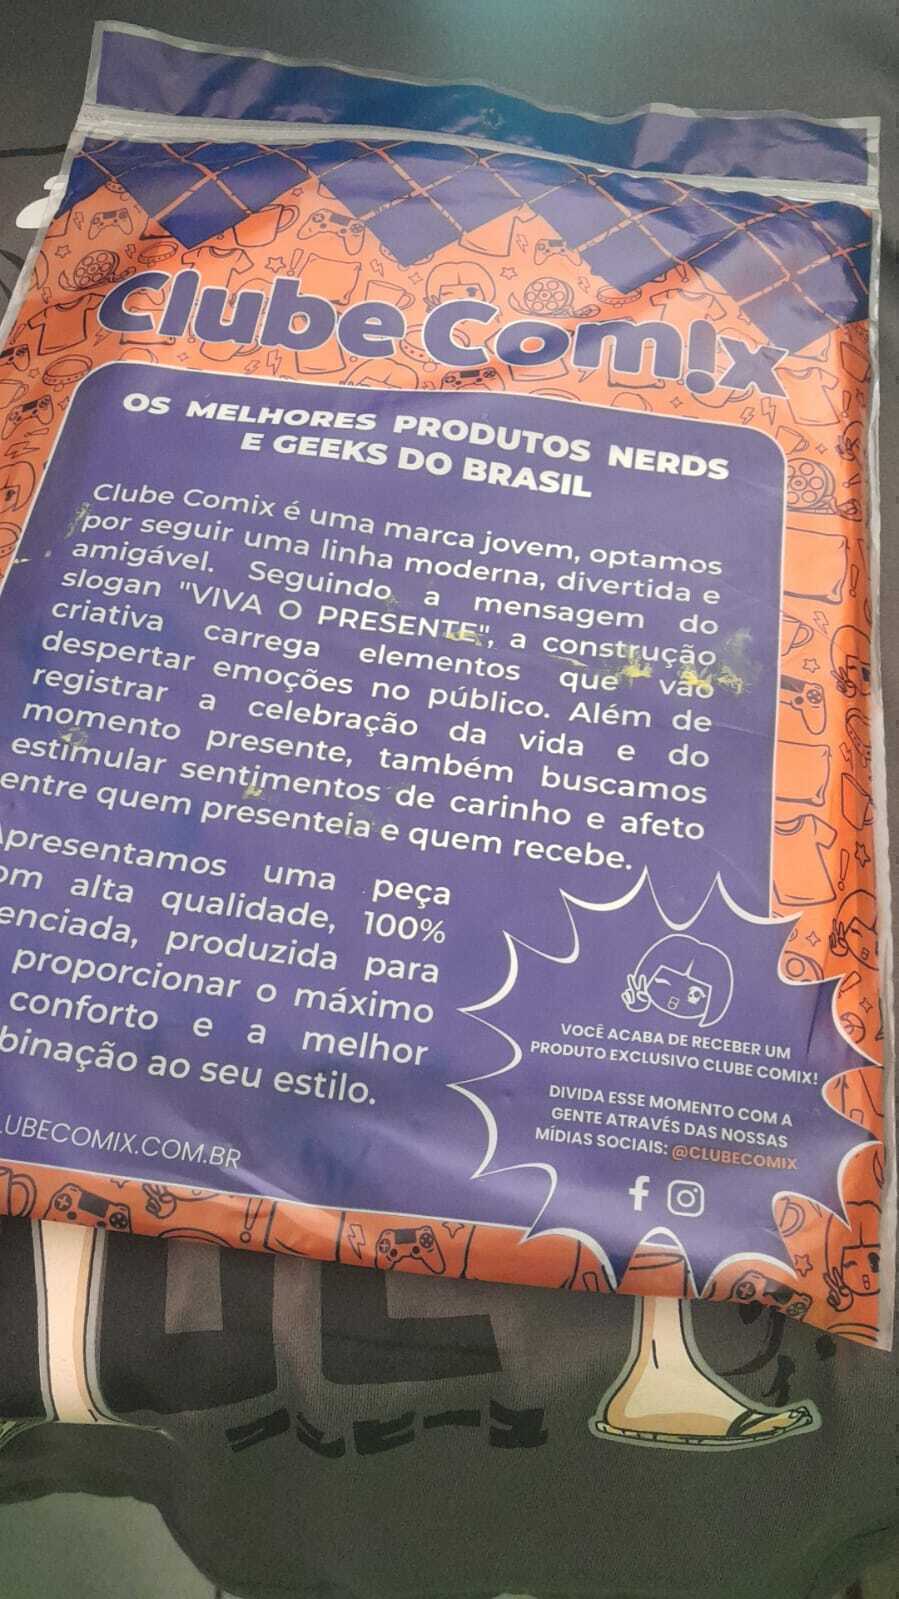 Clube Com!x
OS MELHORES PRODUTOS NERDS
E GEEKS DO BRASIL
Clube Comix é uma marca jovem, optamos
por seguir uma linha moderna, divertida e
amigável. Seguindo a mensagem do
slogan "VIVA O PRESENTE", a construção
criativa carrega elementos que vão
despertar emoções no público. Além de
registrar a celebração da vida e do
momento presente, também buscamos
estimular sentimentos de carinho e afeto
entre quem presenteia e quem recebe.
Apresentamos uma peça
om alta qualidade, 100%
enciada, produzida para
proporcionar o máximo
conforto e a melhor
binação ao seu estilo.
LUBECOMIX.COM.BR
VOCÊ ACABA DE RECEBER UM
PRODUTO EXCLUSIVO CLUBE COMIX!
DIVIDA ESSE MOMENTO COM A
GENTE ATRAVÉS DAS NOSSAS
MÍDIAS SOCIAIS: @CLUBECOMIX